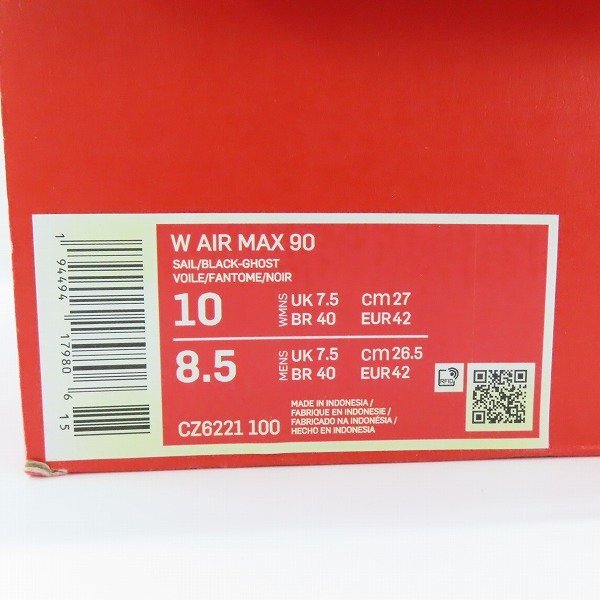 W AIR MAX 90
SAIL/BLACK-GHOST
VOILE/FANTOME/NOIR
10 WMNS UK 7.5 cm 27
BR 40 EUR 42
8.5 MENS UK 7.5 cm 26.5
BR 40 EUR 42
CZ6221 100
MADE IN INDONESIA /
FABRIQUE EN INDONESIE /
FABRICADO NA INDONÉSIA /
HECHO EN INDONESIA
RFID
1 94494 17980 6 15